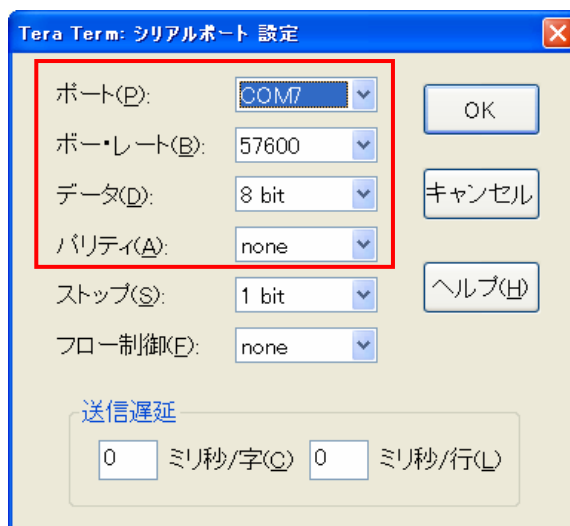 Tera Term: シリアルポート 設定
ポート(P): COM7
OK
ボー・レート(B): 57600
データ(D): 8 bit
キャンセル
パリティ(A): none
ストップ(S): 1 bit
ヘルプ(H)
フロー制御(F): none
送信遅延
0 ミリ秒/字(C) 0 ミリ秒/行(L)